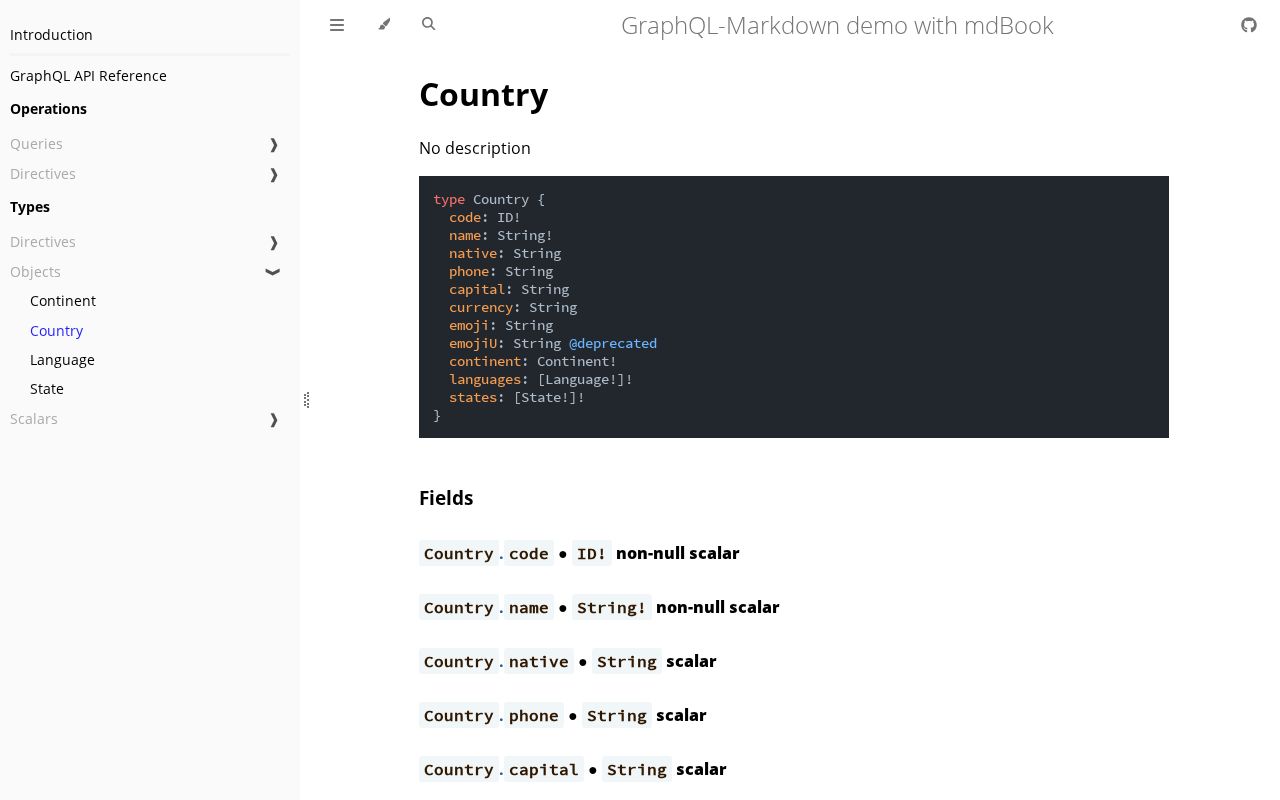 Introduction
GraphQL API Reference
Operations
Queries
Directives
Types
Directives
Objects
Continent
Country
Language
State
Scalars
GraphQL-Markdown demo with mdBook
Country
No description
type Country {
  code: ID!
  name: String!
  native: String
  phone: String
  capital: String
  currency: String
  emoji: String
  emojiU: String @deprecated
  continent: Continent!
  languages: [Language!]!
  states: [State!]!
}
Fields
Country.code ● ID! non-null scalar
Country.name ● String! non-null scalar
Country.native ● String scalar
Country.phone ● String scalar
Country.capital ● String scalar